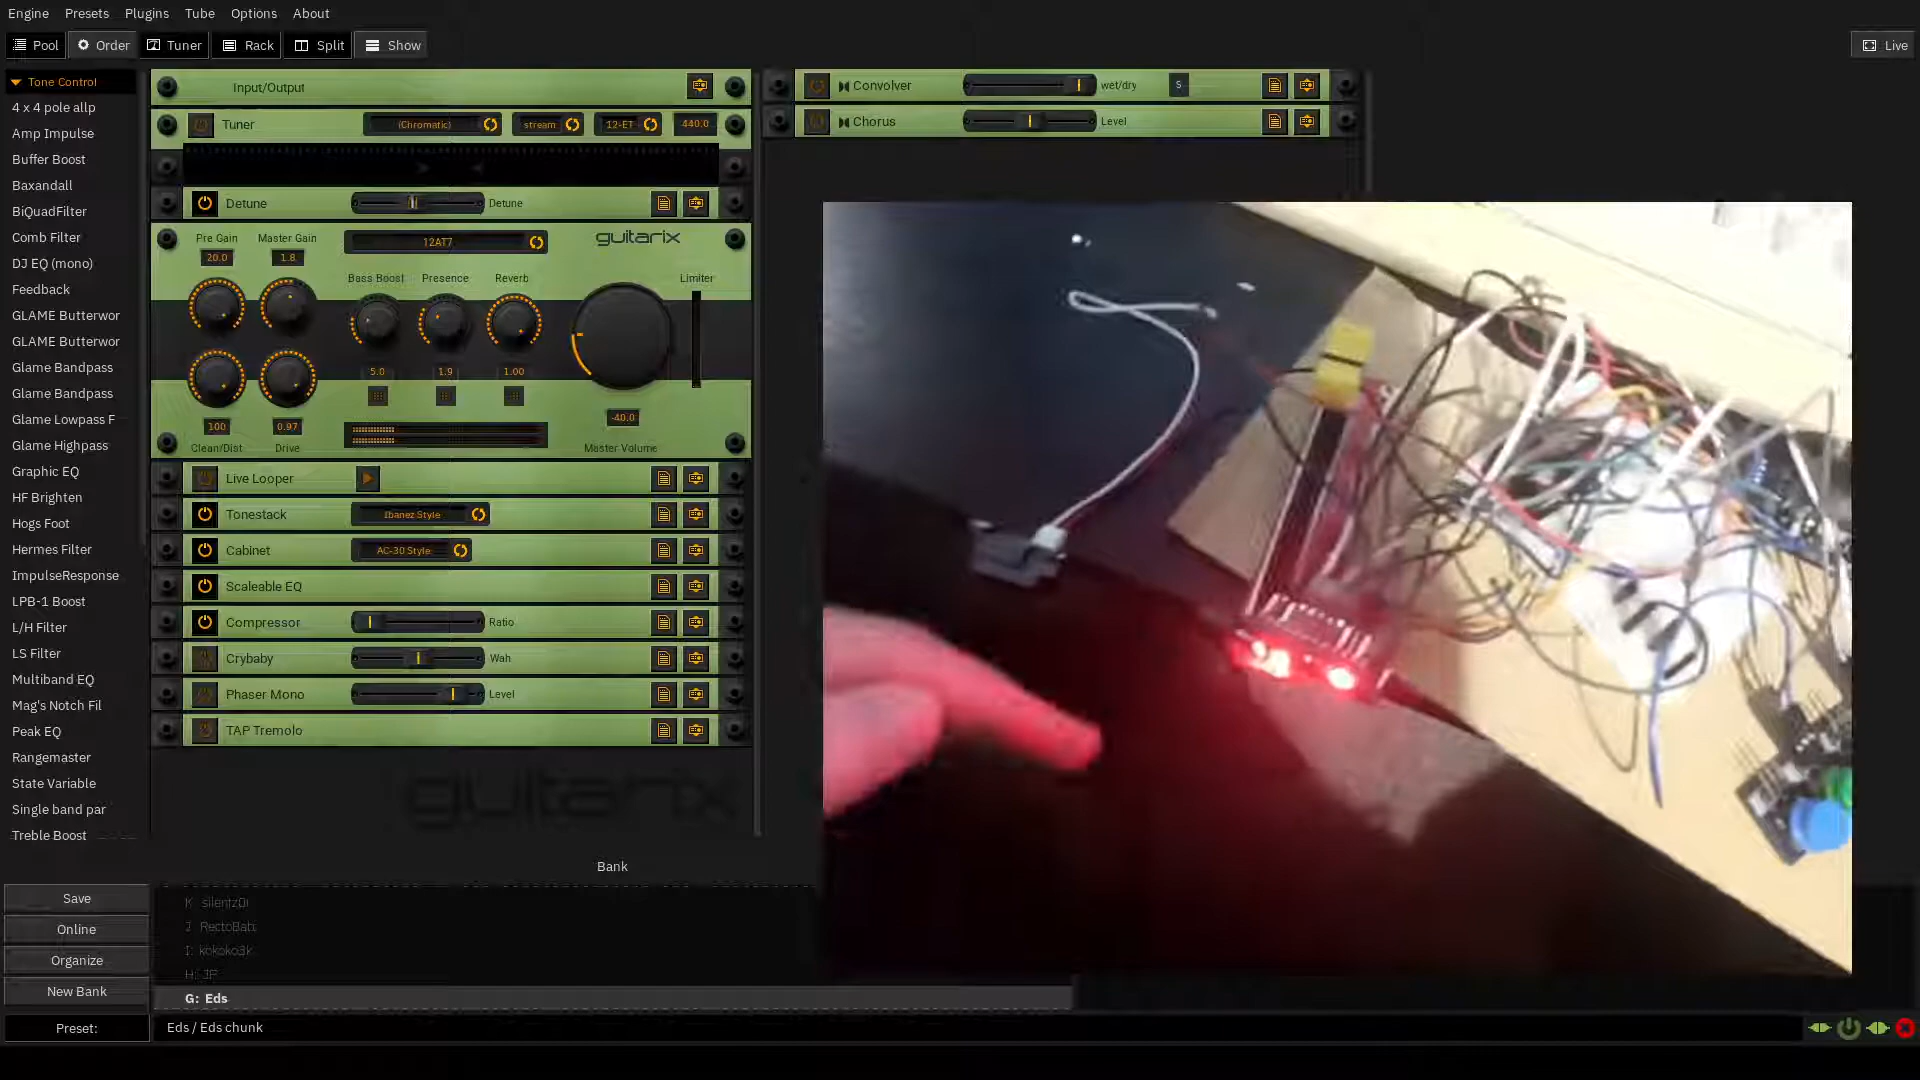 Engine Presets Plugins Tube Options About
Pool Order Tuner Rack Split Show Live
Tone Control
4 x 4 pole allp
Amp Impulse
Buffer Boost
Baxandall
BiQuadFilter
Comb Filter
DJ EQ (mono)
Feedback
GLAME Butterwor
GLAME Butterwor
Glame Bandpass
Glame Bandpass
Glame Lowpass F
Glame Highpass
Graphic EQ
HF Brighten
Hogs Foot
Hermes Filter
ImpulseResponse
LPB-1 Boost
L/H Filter
LS Filter
Multiband EQ
Mag's Notch Fil
Peak EQ
Rangemaster
State Variable
Single band par
Treble Boost
Input/Output
Tuner (Chromatic) stream 12-ET 440.0
Detune Detune
Pre Gain Master Gain 12AT7 guitarix
20.0 1.8
Bass Boost Presence Reverb Limiter
5.0 1.9 1.00
100 0.97 -40.0
Clean/Dist Drive Master Volume
Live Looper
Tonestack Ibanez Style
Cabinet AC-30 Style
Scaleable EQ
Compressor Ratio
Crybaby Wah
Phaser Mono Level
TAP Tremolo
guitarix
Convolver wet/dry S
Chorus Level
Bank
Save
Online
Organize
New Bank
I: kokoko3k
H: JP
G: Eds
Preset: Eds / Eds chunk